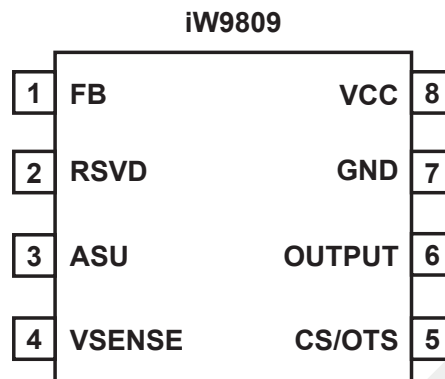 iW9809
1 FB VCC 8
2 RSVD GND 7
3 ASU OUTPUT 6
4 VSENSE CS/OTS 5